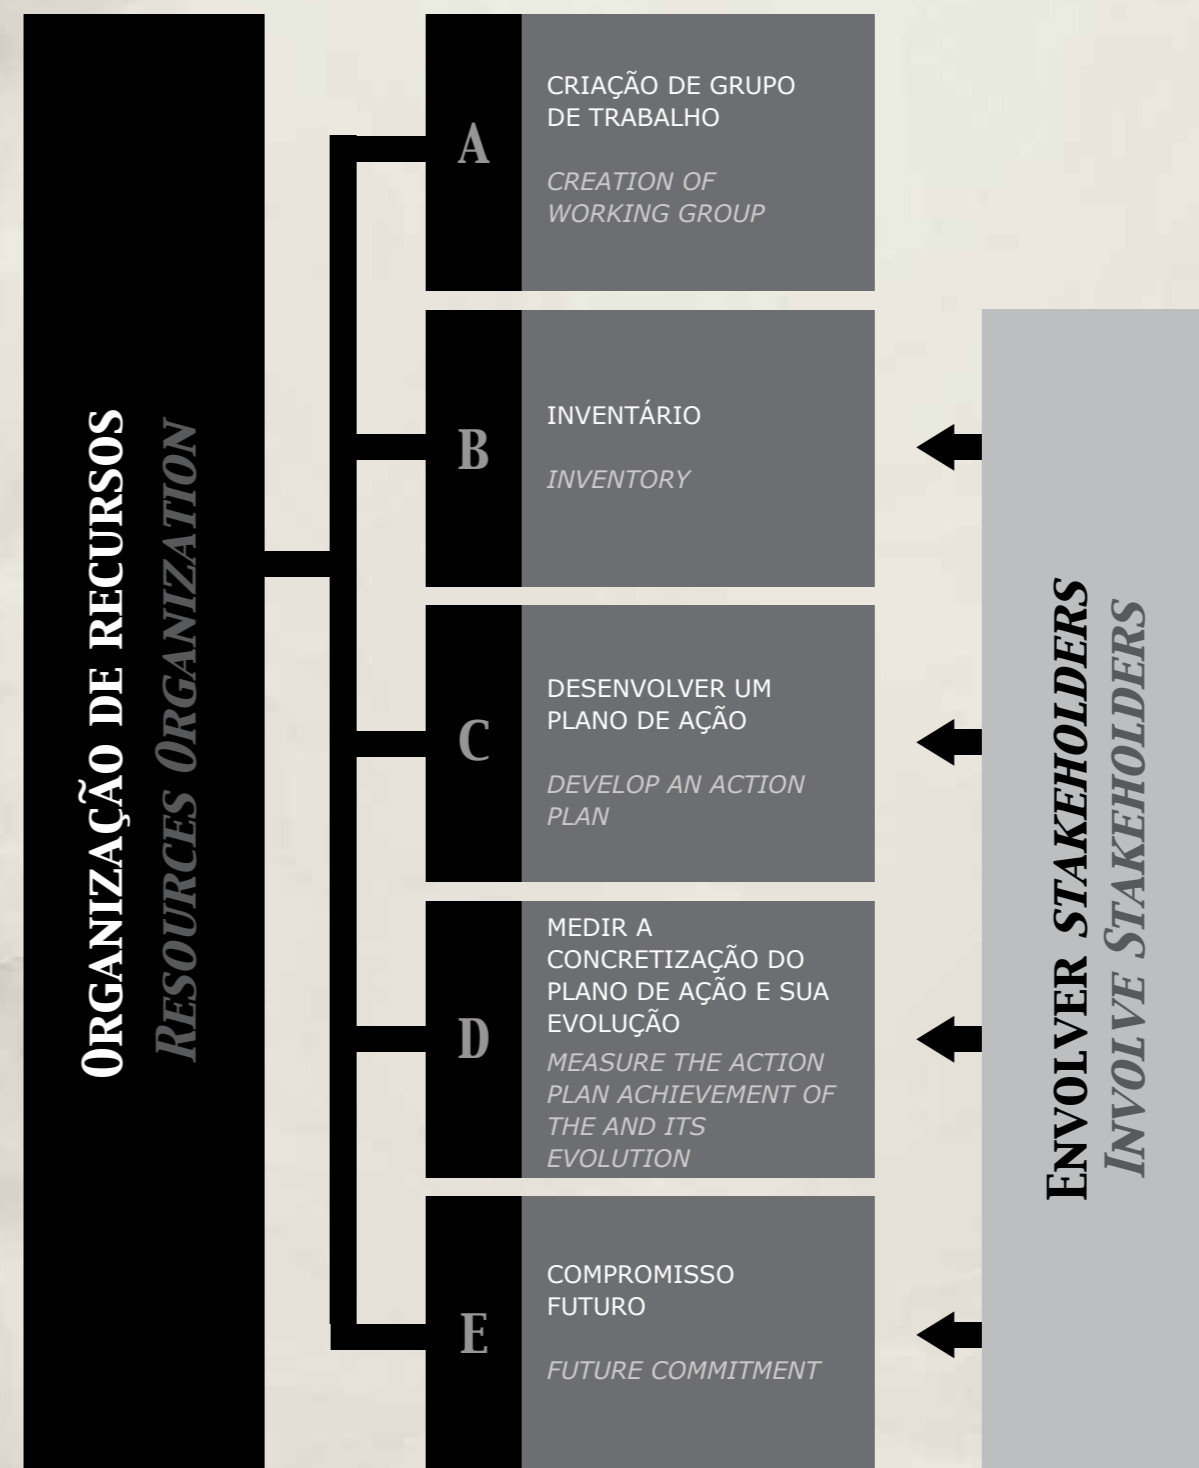 ORGANIZAÇÃO DE RECURSOS
RESOURCES ORGANIZATION
A
CRIAÇÃO DE GRUPO
DE TRABALHO
CREATION OF
WORKING GROUP
B
INVENTÁRIO
INVENTORY
C
DESENVOLVER UM
PLANO DE AÇÃO
DEVELOP AN ACTION
PLAN
D
MEDIR A
CONCRETIZAÇÃO DO
PLANO DE AÇÃO E SUA
EVOLUÇÃO
MEASURE THE ACTION
PLAN ACHIEVEMENT OF
THE AND ITS
EVOLUTION
E
COMPROMISSO
FUTURO
FUTURE COMMITMENT
ENVOLVER STAKEHOLDERS
INVOLVE STAKEHOLDERS